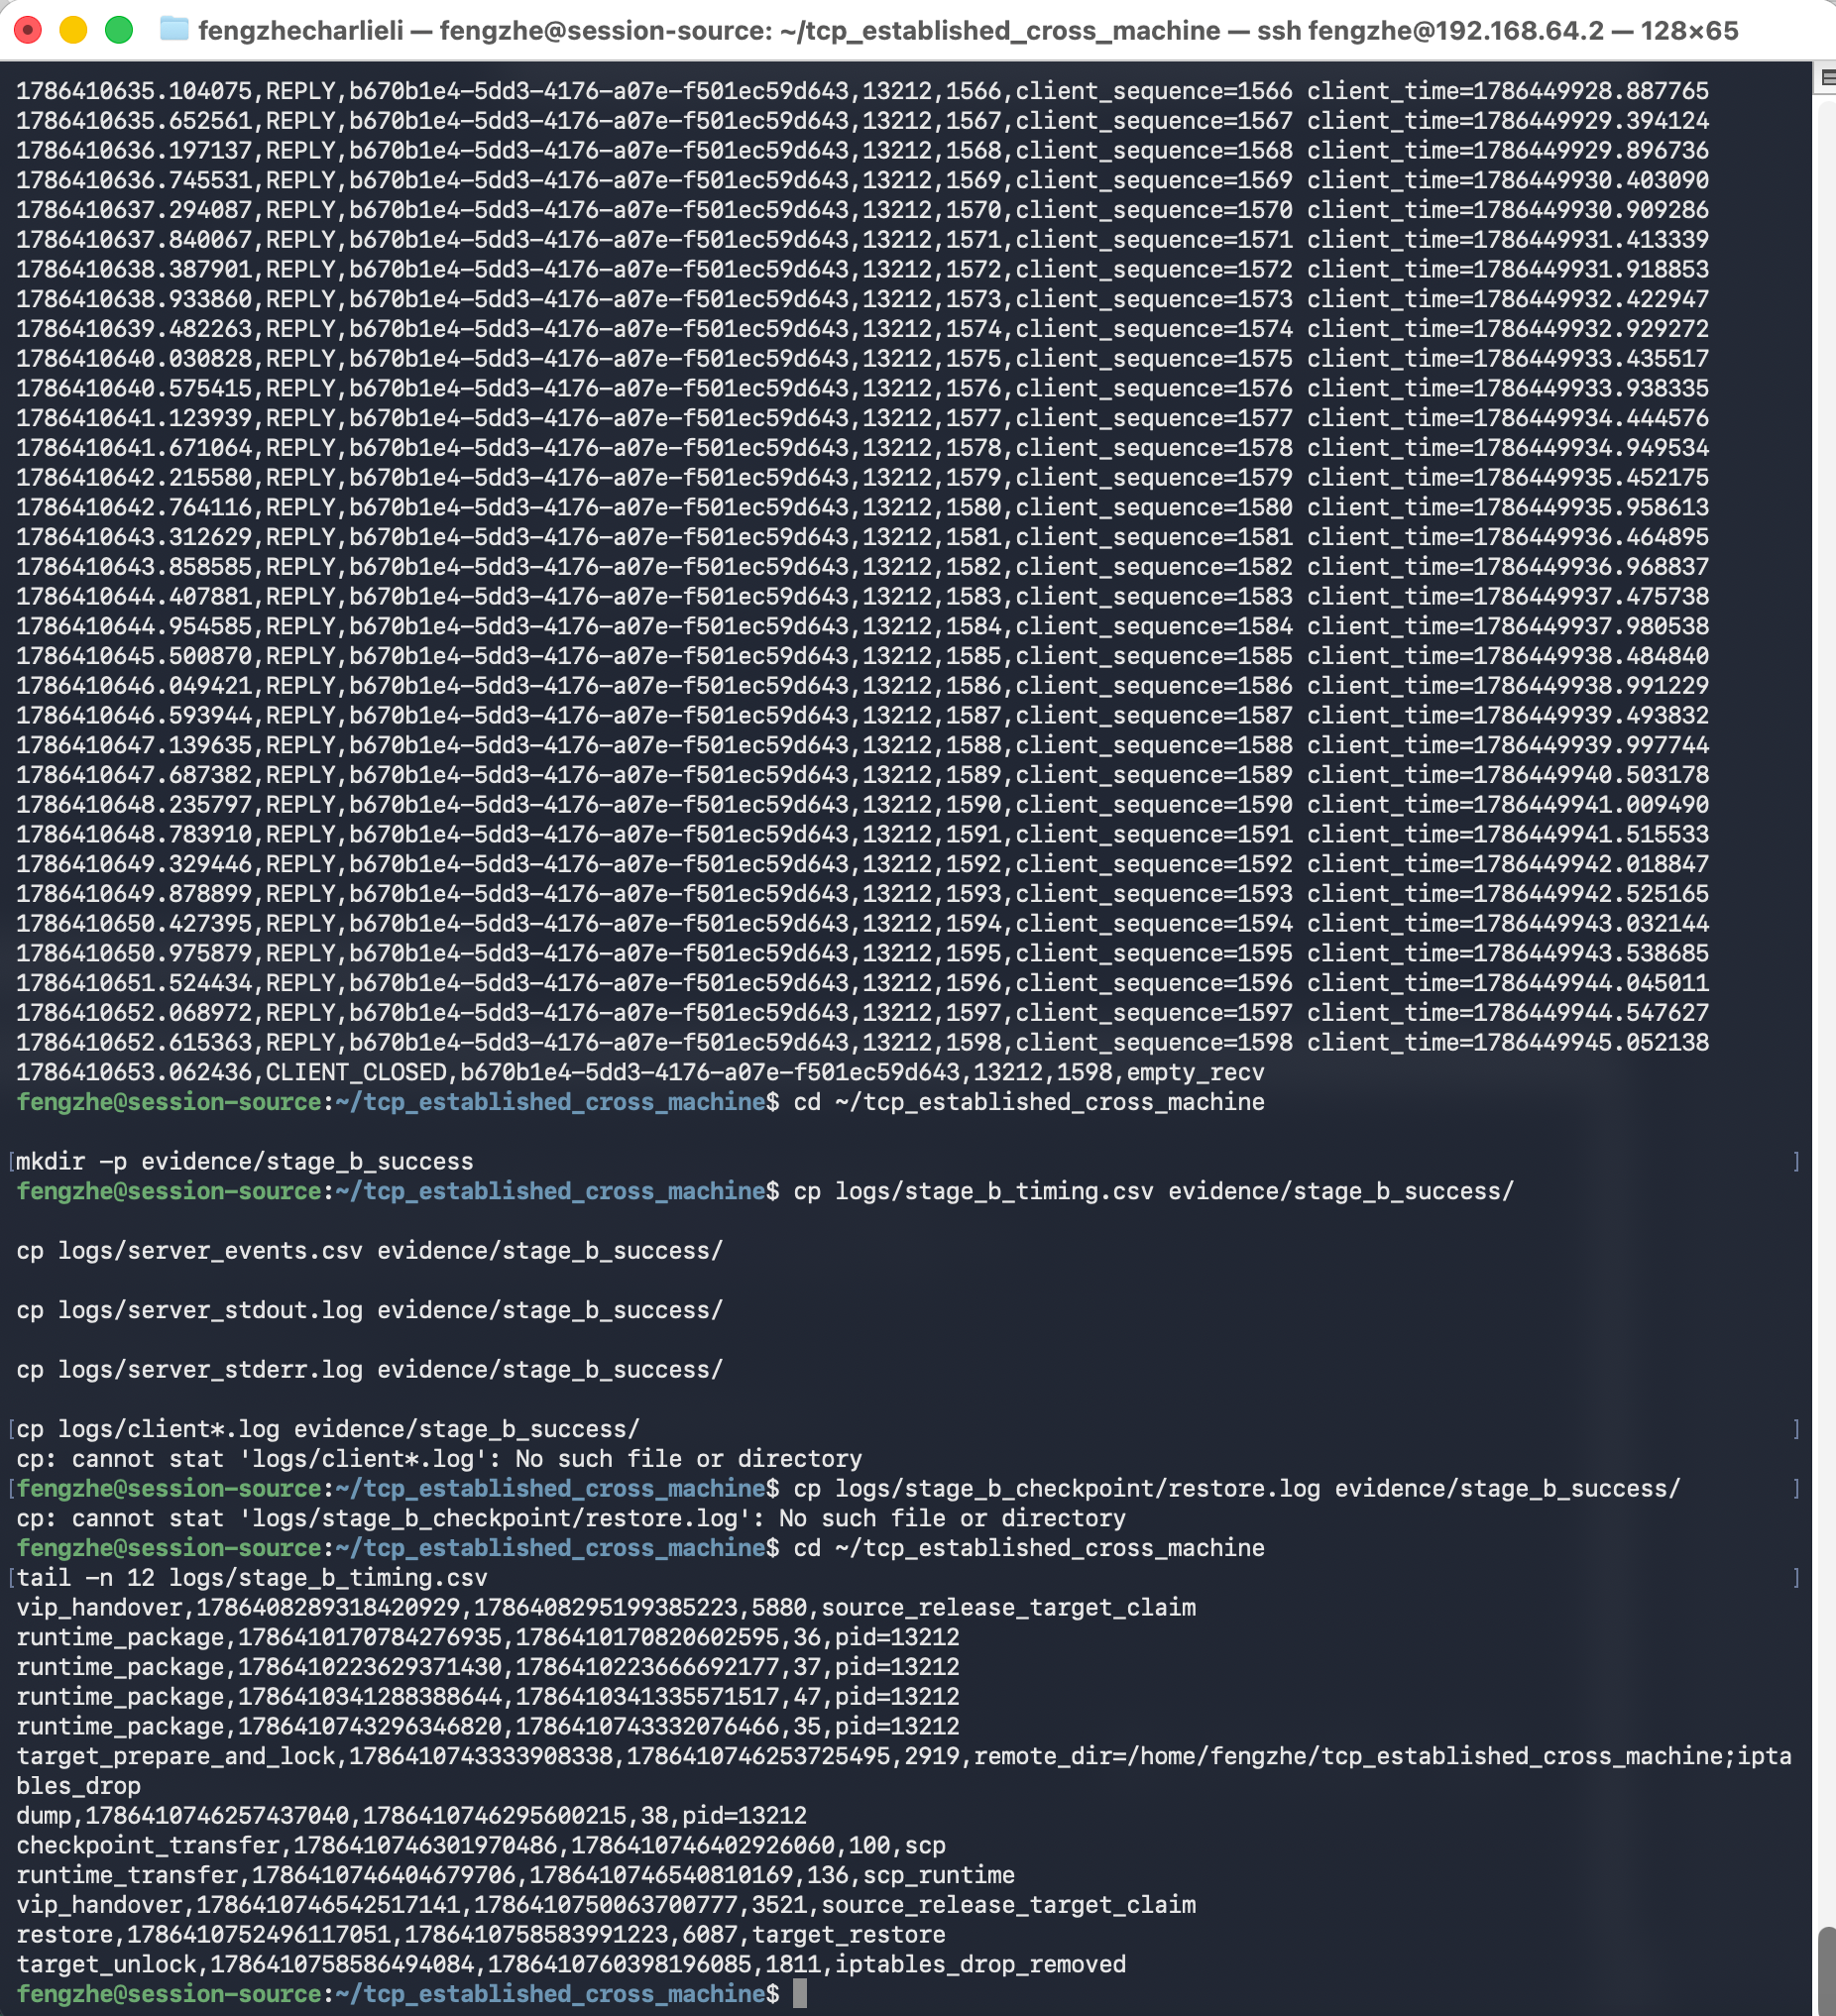 fengzhecharlieli — fengzhe@session-source: ~/tcp_established_cross_machine — ssh fengzhe@192.168.64.2 — 128×65
1786410635.104075,REPLY,b670b1e4-5dd3-4176-a07e-f501ec59d643,13212,1566,client_sequence=1566 client_time=1786449928.887765
1786410635.652561,REPLY,b670b1e4-5dd3-4176-a07e-f501ec59d643,13212,1567,client_sequence=1567 client_time=1786449929.394124
1786410636.197137,REPLY,b670b1e4-5dd3-4176-a07e-f501ec59d643,13212,1568,client_sequence=1568 client_time=1786449929.896736
1786410636.745531,REPLY,b670b1e4-5dd3-4176-a07e-f501ec59d643,13212,1569,client_sequence=1569 client_time=1786449930.403090
1786410637.294087,REPLY,b670b1e4-5dd3-4176-a07e-f501ec59d643,13212,1570,client_sequence=1570 client_time=1786449930.909286
1786410637.840067,REPLY,b670b1e4-5dd3-4176-a07e-f501ec59d643,13212,1571,client_sequence=1571 client_time=1786449931.413339
1786410638.387901,REPLY,b670b1e4-5dd3-4176-a07e-f501ec59d643,13212,1572,client_sequence=1572 client_time=1786449931.918853
1786410638.933860,REPLY,b670b1e4-5dd3-4176-a07e-f501ec59d643,13212,1573,client_sequence=1573 client_time=1786449932.422947
1786410639.482263,REPLY,b670b1e4-5dd3-4176-a07e-f501ec59d643,13212,1574,client_sequence=1574 client_time=1786449932.929272
1786410640.030828,REPLY,b670b1e4-5dd3-4176-a07e-f501ec59d643,13212,1575,client_sequence=1575 client_time=1786449933.435517
1786410640.575415,REPLY,b670b1e4-5dd3-4176-a07e-f501ec59d643,13212,1576,client_sequence=1576 client_time=1786449933.938335
1786410641.123939,REPLY,b670b1e4-5dd3-4176-a07e-f501ec59d643,13212,1577,client_sequence=1577 client_time=1786449934.444576
1786410641.671064,REPLY,b670b1e4-5dd3-4176-a07e-f501ec59d643,13212,1578,client_sequence=1578 client_time=1786449934.949534
1786410642.215580,REPLY,b670b1e4-5dd3-4176-a07e-f501ec59d643,13212,1579,client_sequence=1579 client_time=1786449935.452175
1786410642.764116,REPLY,b670b1e4-5dd3-4176-a07e-f501ec59d643,13212,1580,client_sequence=1580 client_time=1786449935.958613
1786410643.312629,REPLY,b670b1e4-5dd3-4176-a07e-f501ec59d643,13212,1581,client_sequence=1581 client_time=1786449936.464895
1786410643.858585,REPLY,b670b1e4-5dd3-4176-a07e-f501ec59d643,13212,1582,client_sequence=1582 client_time=1786449936.968837
1786410644.407881,REPLY,b670b1e4-5dd3-4176-a07e-f501ec59d643,13212,1583,client_sequence=1583 client_time=1786449937.475738
1786410644.954585,REPLY,b670b1e4-5dd3-4176-a07e-f501ec59d643,13212,1584,client_sequence=1584 client_time=1786449937.980538
1786410645.500870,REPLY,b670b1e4-5dd3-4176-a07e-f501ec59d643,13212,1585,client_sequence=1585 client_time=1786449938.484840
1786410646.049421,REPLY,b670b1e4-5dd3-4176-a07e-f501ec59d643,13212,1586,client_sequence=1586 client_time=1786449938.991229
1786410646.593944,REPLY,b670b1e4-5dd3-4176-a07e-f501ec59d643,13212,1587,client_sequence=1587 client_time=1786449939.493832
1786410647.139635,REPLY,b670b1e4-5dd3-4176-a07e-f501ec59d643,13212,1588,client_sequence=1588 client_time=1786449939.997744
1786410647.687382,REPLY,b670b1e4-5dd3-4176-a07e-f501ec59d643,13212,1589,client_sequence=1589 client_time=1786449940.503178
1786410648.235797,REPLY,b670b1e4-5dd3-4176-a07e-f501ec59d643,13212,1590,client_sequence=1590 client_time=1786449941.009490
1786410648.783910,REPLY,b670b1e4-5dd3-4176-a07e-f501ec59d643,13212,1591,client_sequence=1591 client_time=1786449941.515533
1786410649.329446,REPLY,b670b1e4-5dd3-4176-a07e-f501ec59d643,13212,1592,client_sequence=1592 client_time=1786449942.018847
1786410649.878899,REPLY,b670b1e4-5dd3-4176-a07e-f501ec59d643,13212,1593,client_sequence=1593 client_time=1786449942.525165
1786410650.427395,REPLY,b670b1e4-5dd3-4176-a07e-f501ec59d643,13212,1594,client_sequence=1594 client_time=1786449943.032144
1786410650.975879,REPLY,b670b1e4-5dd3-4176-a07e-f501ec59d643,13212,1595,client_sequence=1595 client_time=1786449943.538685
1786410651.524434,REPLY,b670b1e4-5dd3-4176-a07e-f501ec59d643,13212,1596,client_sequence=1596 client_time=1786449944.045011
1786410652.068972,REPLY,b670b1e4-5dd3-4176-a07e-f501ec59d643,13212,1597,client_sequence=1597 client_time=1786449944.547627
1786410652.615363,REPLY,b670b1e4-5dd3-4176-a07e-f501ec59d643,13212,1598,client_sequence=1598 client_time=1786449945.052138
1786410653.062436,CLIENT_CLOSED,b670b1e4-5dd3-4176-a07e-f501ec59d643,13212,1598,empty_recv
fengzhe@session-source:~/tcp_established_cross_machine$ cd ~/tcp_established_cross_machine
[mkdir -p evidence/stage_b_success ]
fengzhe@session-source:~/tcp_established_cross_machine$ cp logs/stage_b_timing.csv evidence/stage_b_success/
cp logs/server_events.csv evidence/stage_b_success/
cp logs/server_stdout.log evidence/stage_b_success/
cp logs/server_stderr.log evidence/stage_b_success/
[cp logs/client*.log evidence/stage_b_success/ ]
cp: cannot stat 'logs/client*.log': No such file or directory
[fengzhe@session-source:~/tcp_established_cross_machine$ cp logs/stage_b_checkpoint/restore.log evidence/stage_b_success/ ]
cp: cannot stat 'logs/stage_b_checkpoint/restore.log': No such file or directory
fengzhe@session-source:~/tcp_established_cross_machine$ cd ~/tcp_established_cross_machine
[tail -n 12 logs/stage_b_timing.csv ]
vip_handover,1786408289318420929,1786408295199385223,5880,source_release_target_claim
runtime_package,1786410170784276935,1786410170820602595,36,pid=13212
runtime_package,1786410223629371430,1786410223666692177,37,pid=13212
runtime_package,1786410341288388644,1786410341335571517,47,pid=13212
runtime_package,1786410743296346820,1786410743332076466,35,pid=13212
target_prepare_and_lock,1786410743333908338,1786410746253725495,2919,remote_dir=/home/fengzhe/tcp_established_cross_machine;ipta
bles_drop
dump,1786410746257437040,1786410746295600215,38,pid=13212
checkpoint_transfer,1786410746301970486,1786410746402926060,100,scp
runtime_transfer,1786410746404679706,1786410746540810169,136,scp_runtime
vip_handover,1786410746542517141,1786410750063700777,3521,source_release_target_claim
restore,1786410752496117051,1786410758583991223,6087,target_restore
target_unlock,1786410758586494084,1786410760398196085,1811,iptables_drop_removed
fengzhe@session-source:~/tcp_established_cross_machine$